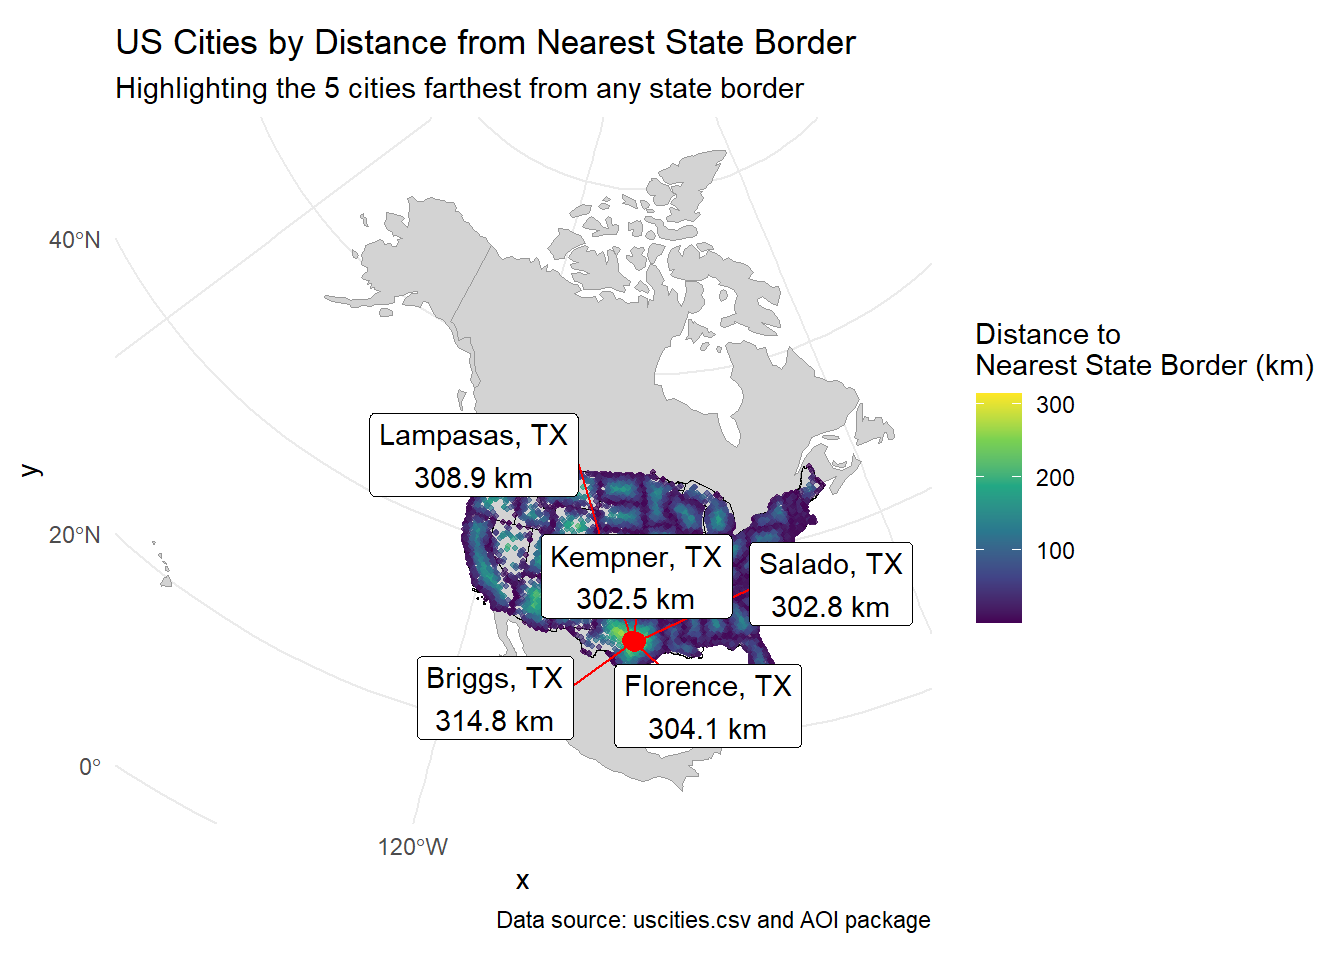 US Cities by Distance from Nearest State Border
Highlighting the 5 cities farthest from any state border
40°N
20°N
0°
120°W
y
x
Lampasas, TX
308.9 km
Kempner, TX
302.5 km
Salado, TX
302.8 km
Briggs, TX
314.8 km
Florence, TX
304.1 km
Distance to
Nearest State Border (km)
300
200
100
Data source: uscities.csv and AOI package